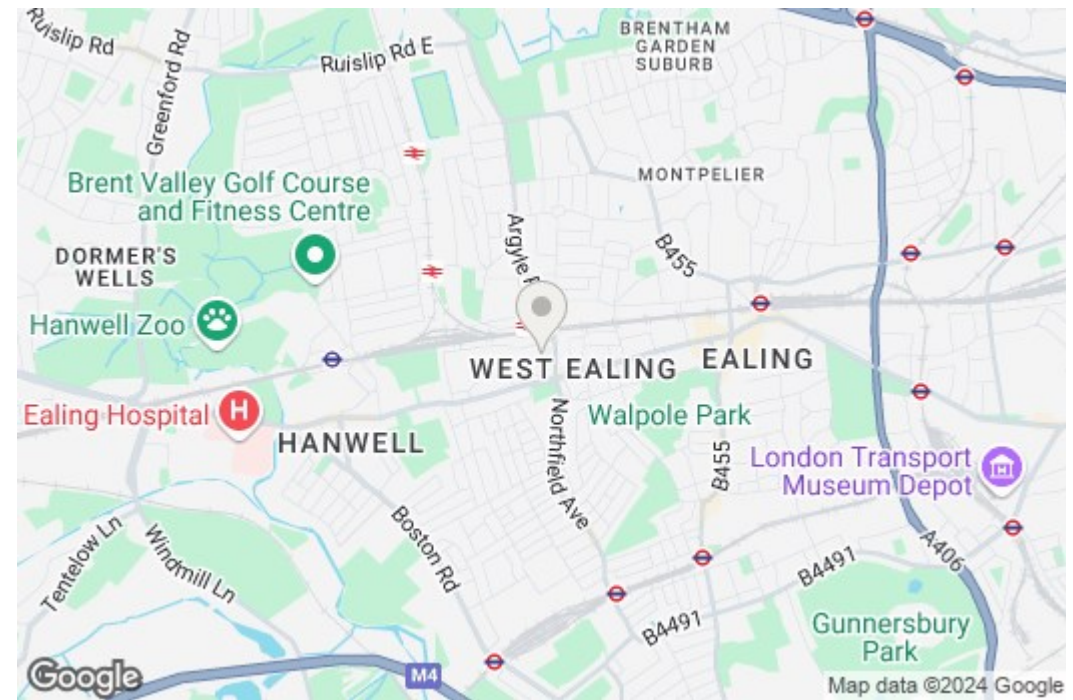 Ruislip Rd
Greenford Rd
Ruislip Rd E
BRENTHAM
GARDEN
SUBURB
Brent Valley Golf Course
and Fitness Centre
MONTPELIER
Argyle
B455
DORMER'S
WELLS
Hanwell Zoo
WEST EALING
EALING
Ealing Hospital
H
HANWELL
Walpole Park
Northfield Ave
B455
London Transport
Museum Depot
Tentelow Ln
Windmill Ln
Boston Rd
B4491
A406
B4491
Gunnersbury
Park
M4
Google
Map data ©2024 Google